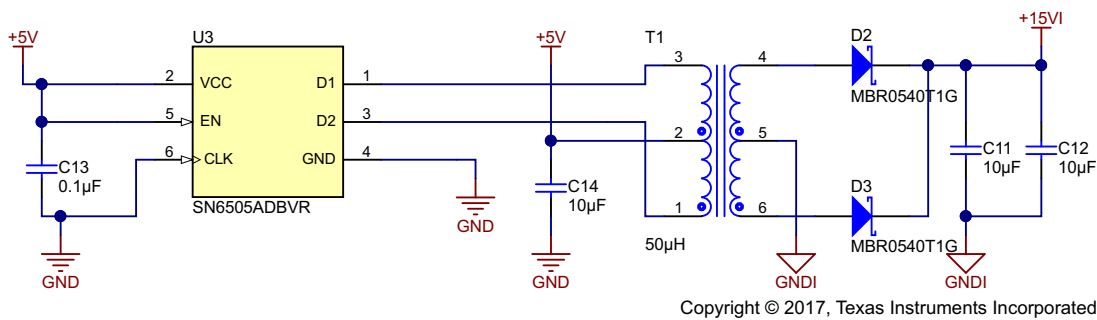 +5V
U3
+5V
T1
D2
+15VI
2
VCC
D1
1
3
4
MBR0540T1G
5
EN
D2
3
2
5
6
CLK
GND
4
C13
0.1µF
C14
10µF
C11
10µF
C12
10µF
D3
SN6505ADBVR
1
6
GND
50µH
MBR0540T1G
GND
GND
GNDI
GNDI
Copyright © 2017, Texas Instruments Incorporated